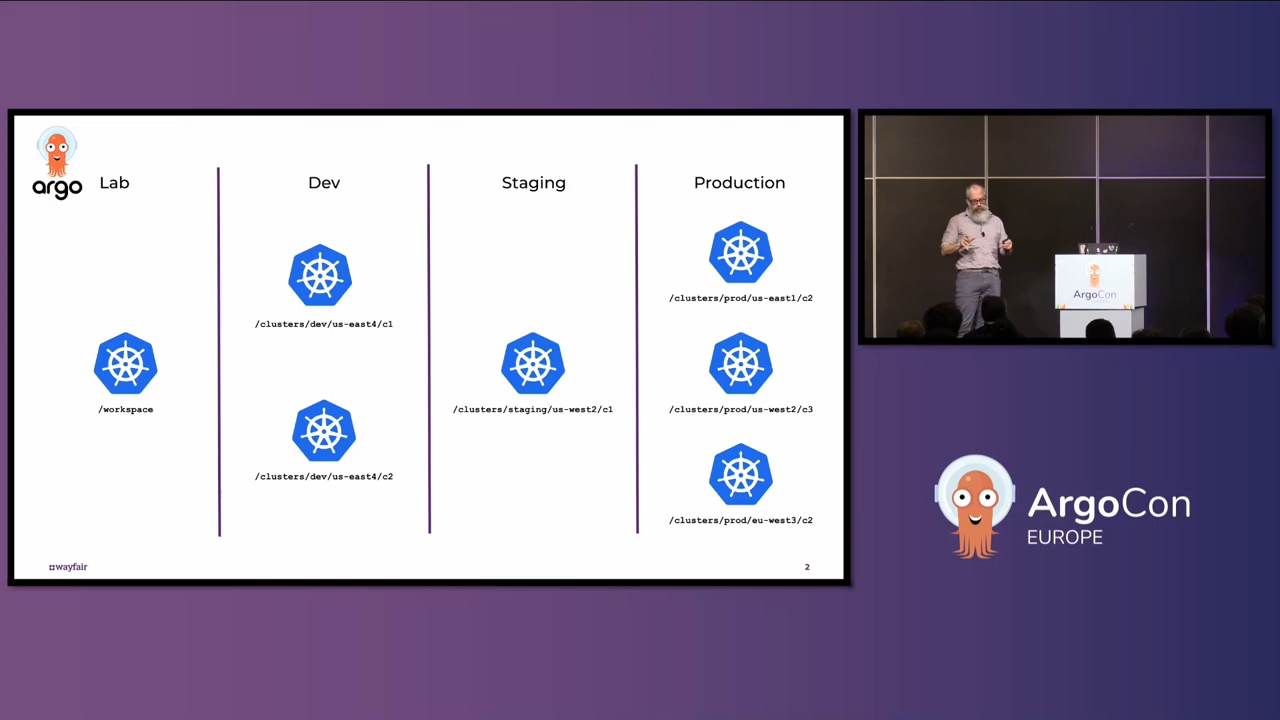 argo
Lab
Dev
Staging
Production
/workspace
/clusters/dev/us-east4/c1
/clusters/dev/us-east4/c2
/clusters/staging/us-west2/c1
/clusters/prod/us-east1/c2
/clusters/prod/us-west2/c3
/clusters/prod/eu-west3/c2
wayfair
2
ArgoCon
ArgoCon
EUROPE